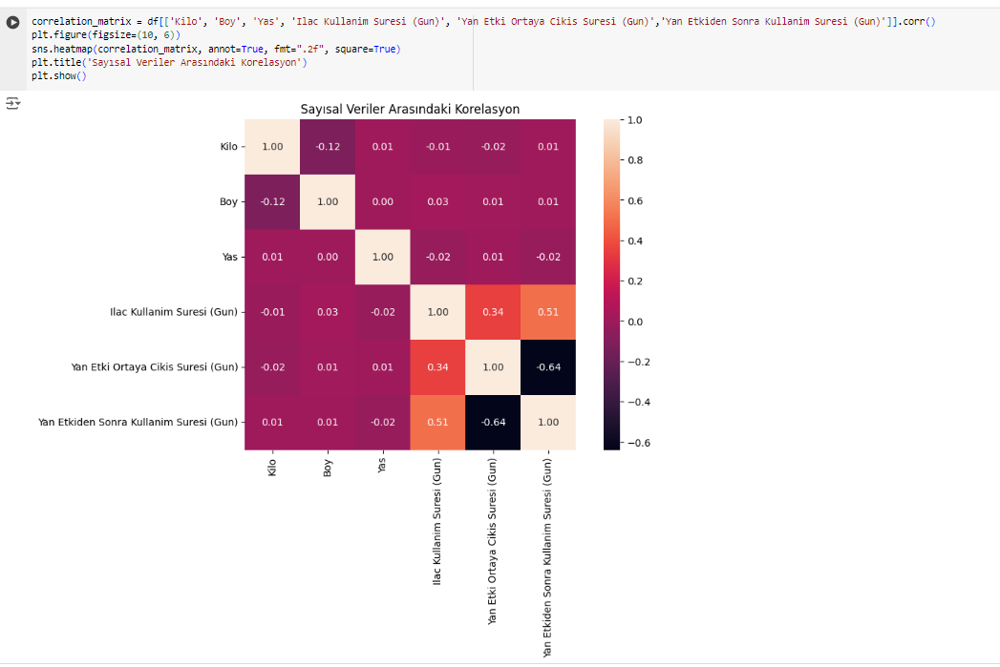 correlation_matrix = df[['Kilo', 'Boy', 'Yas', 'Ilac Kullanim Suresi (Gun)', 'Yan Etki Ortaya Cikis Suresi (Gun)','Yan Etkiden Sonra Kullanim Suresi (Gun)']].corr()
plt.figure(figsize=(10, 6))
sns.heatmap(correlation_matrix, annot=True, fmt=".2f", square=True)
plt.title('Sayısal Veriler Arasındaki Korelasyon')
plt.show()
Sayısal Veriler Arasındaki Korelasyon
Kilo 1.00 -0.12 0.01 -0.01 -0.02 0.01
Boy -0.12 1.00 0.00 0.03 0.01 0.01
Yas 0.01 0.00 1.00 -0.02 0.01 -0.02
Ilac Kullanim Suresi (Gun) -0.01 0.03 -0.02 1.00 0.34 0.51
Yan Etki Ortaya Cikis Suresi (Gun) -0.02 0.01 0.01 0.34 1.00 -0.64
Yan Etkiden Sonra Kullanim Suresi (Gun) 0.01 0.01 -0.02 0.51 -0.64 1.00
Kilo
Boy
Yas
Ilac Kullanim Suresi (Gun)
Yan Etki Ortaya Cikis Suresi (Gun)
Yan Etkiden Sonra Kullanim Suresi (Gun)
1.0
0.8
0.6
0.4
0.2
0.0
−0.2
−0.4
−0.6